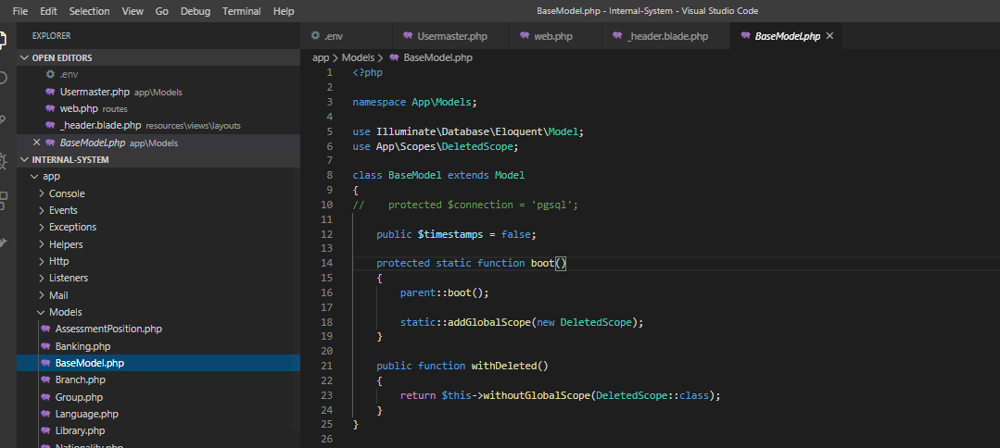 File Edit Selection View Go Debug Terminal Help BaseModel.php - Internal-System - Visual Studio Code
EXPLORER
OPEN EDITORS
.env
Usermaster.php app\Models
web.php routes
_header.blade.php resources\views\layouts
BaseModel.php app\Models
INTERNAL-SYSTEM
app
Console
Events
Exceptions
Helpers
Http
Listeners
Mail
Models
AssessmentPosition.php
Banking.php
BaseModel.php
Branch.php
Group.php
Language.php
Library.php
Nationality.php
.env Usermaster.php web.php _header.blade.php BaseModel.php
app > Models > BaseModel.php
1 <?php
2
3 namespace App\Models;
4
5 use Illuminate\Database\Eloquent\Model;
6 use App\Scopes\DeletedScope;
7
8 class BaseModel extends Model
9 {
10 //    protected $connection = 'pgsql';
11
12     public $timestamps = false;
13
14     protected static function boot()
15     {
16         parent::boot();
17
18         static::addGlobalScope(new DeletedScope);
19     }
20
21     public function withDeleted()
22     {
23         return $this->withoutGlobalScope(DeletedScope::class);
24     }
25 }
26